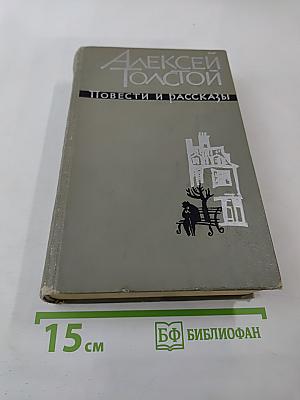 Алексей
Толстой
Повести и рассказы
15 см
БФ БИБЛИОФАН